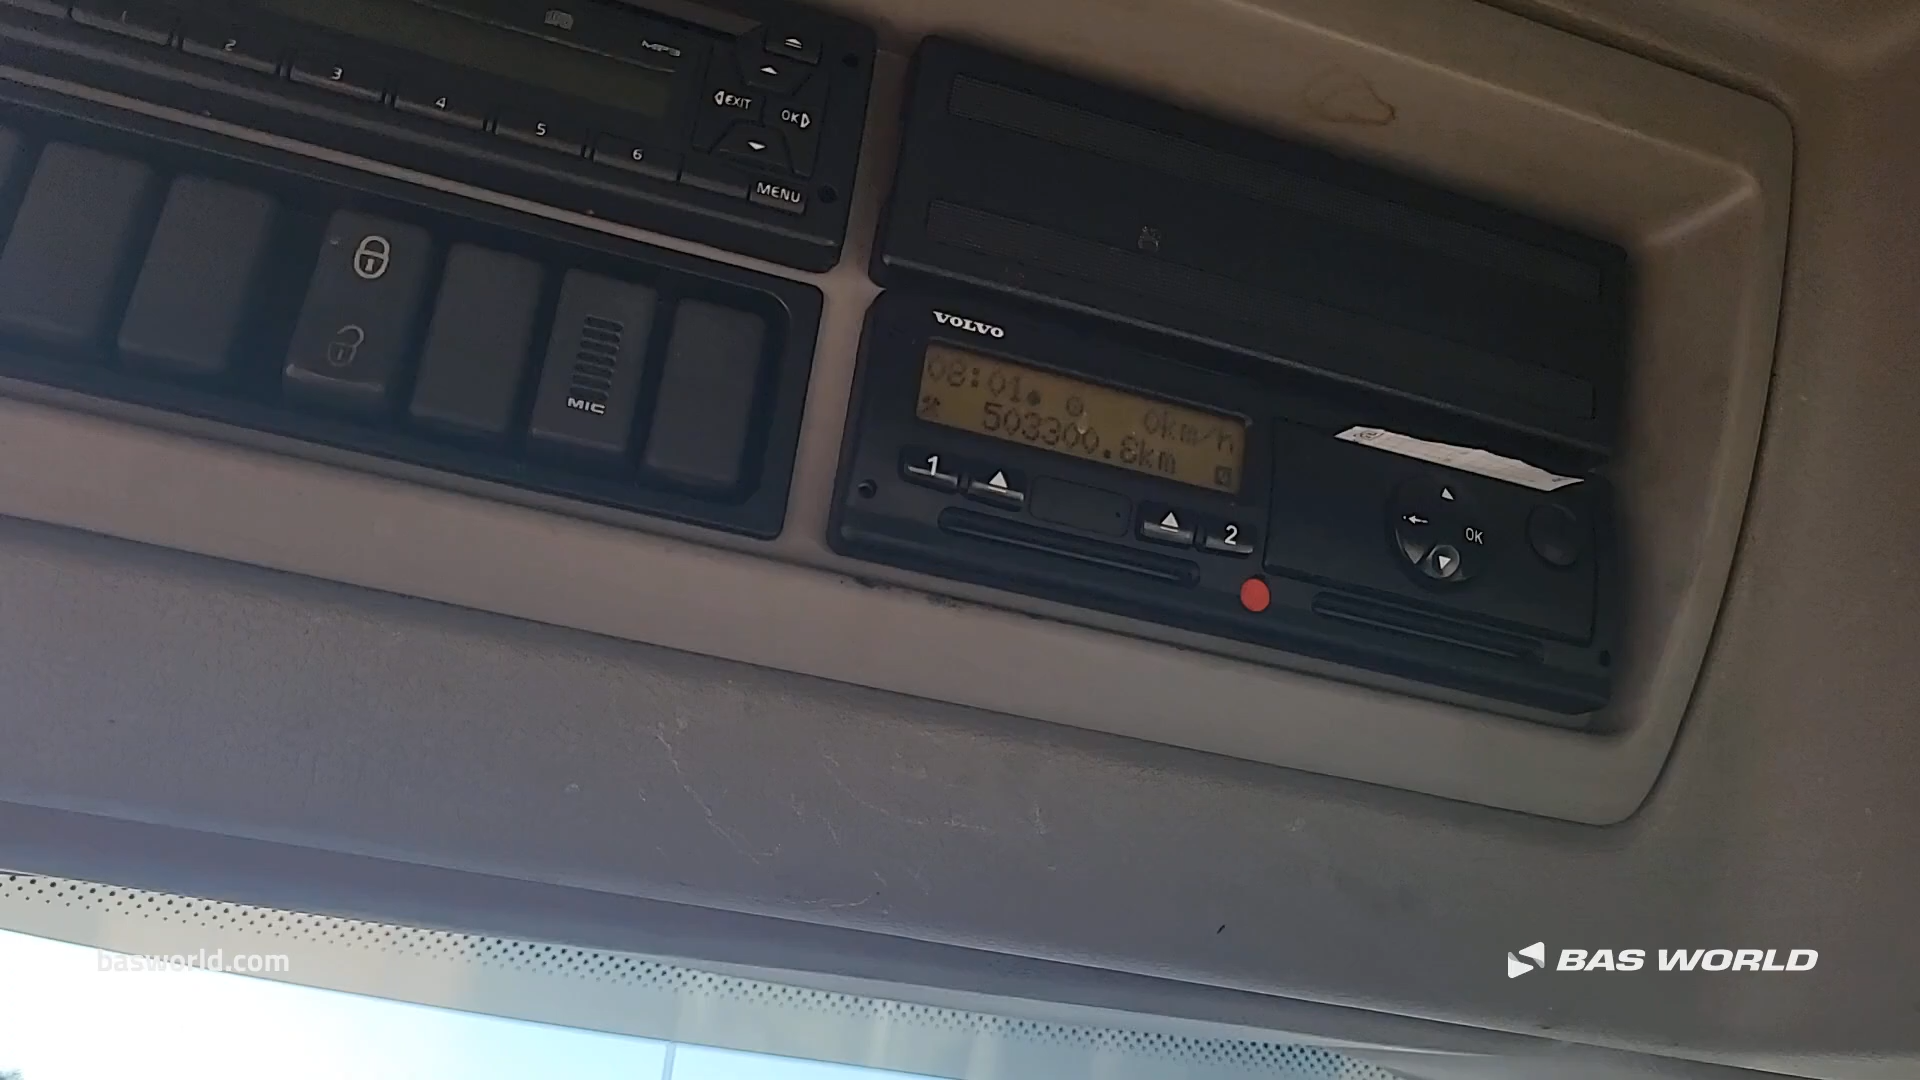 MP3
1
2
3
4
5
6
EXIT
OK
MENU
MIC
VOLVO
08:01 0km/h
503300.8km
1
2
OK
basworld.com
BAS WORLD